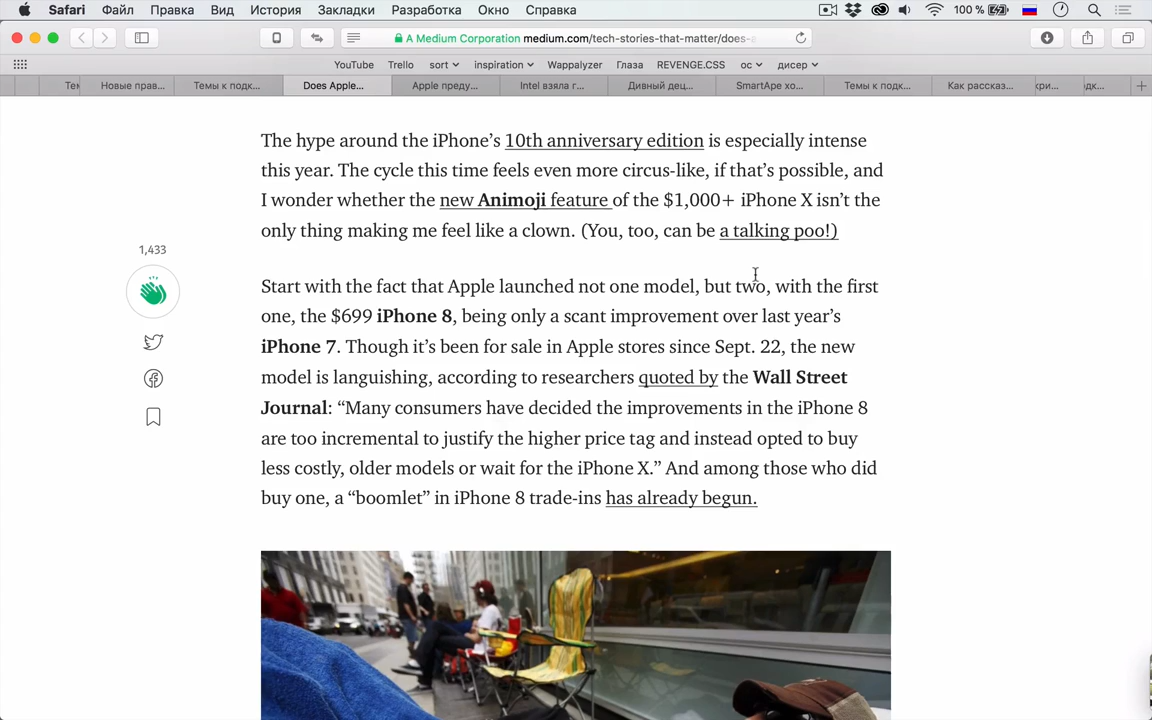 Safari Файл Правка Вид История Закладки Разработка Окно Справка 100 %
A Medium Corporation medium.com/tech-stories-that-matter/does-a
YouTube Trello sort inspiration Wappalyzer Глаза REVENGE.CSS ос дисер
Тем Новые прав... Темы к подк... Does Apple... Apple преду... Intel взяла г... Дивный дец... SmartApe хо... Темы к подк... Как рассказ... кри... дк...
The hype around the iPhone’s 10th anniversary edition is especially intense
this year. The cycle this time feels even more circus-like, if that’s possible, and
I wonder whether the new Animoji feature of the $1,000+ iPhone X isn’t the
only thing making me feel like a clown. (You, too, can be a talking poo!)
1,433
Start with the fact that Apple launched not one model, but two, with the first
one, the $699 iPhone 8, being only a scant improvement over last year’s
iPhone 7. Though it’s been for sale in Apple stores since Sept. 22, the new
model is languishing, according to researchers quoted by the Wall Street
Journal: “Many consumers have decided the improvements in the iPhone 8
are too incremental to justify the higher price tag and instead opted to buy
less costly, older models or wait for the iPhone X.” And among those who did
buy one, a “boomlet” in iPhone 8 trade-ins has already begun.